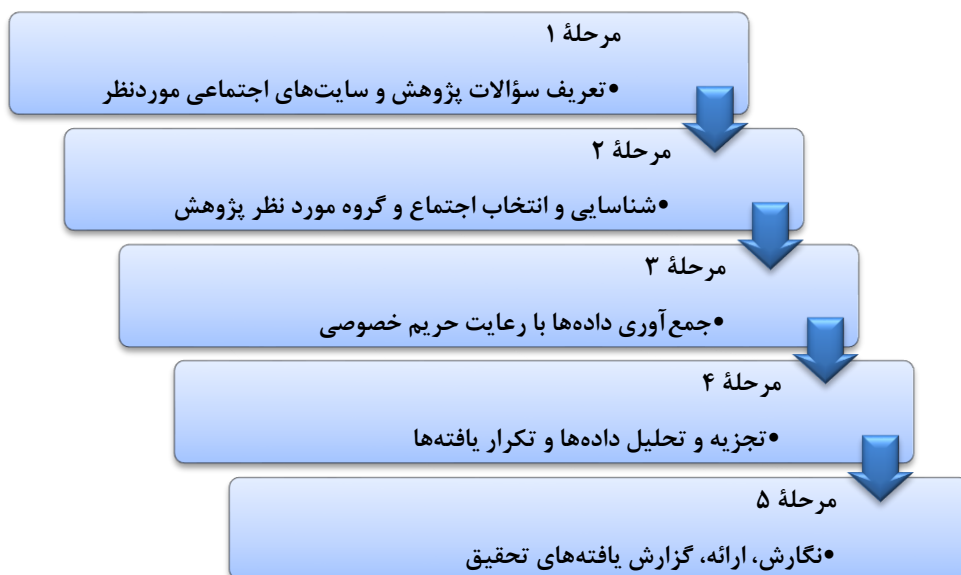 مرحلهٔ ۱
•تعریف سؤالات پژوهش و سایت‌های اجتماعی موردنظر
مرحلهٔ ۲
•شناسایی و انتخاب اجتماع و گروه مورد نظر پژوهش
مرحلهٔ ۳
•جمع‌آوری داده‌ها با رعایت حریم خصوصی
مرحلهٔ ۴
•تجزیه و تحلیل داده‌ها و تکرار یافته‌ها
مرحلهٔ ۵
•نگارش، ارائه، گزارش یافته‌های تحقیق